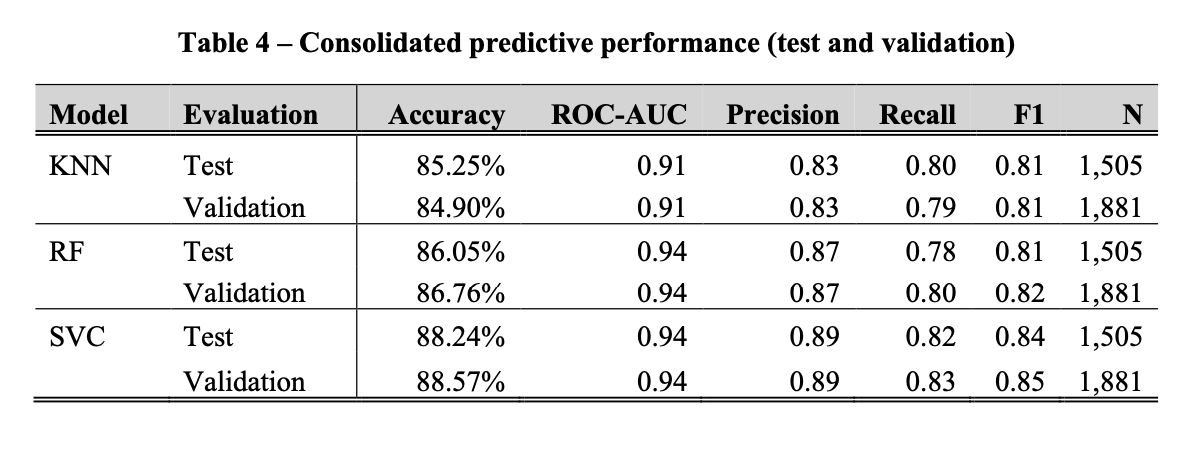 Table 4 – Consolidated predictive performance (test and validation)
Model Evaluation Accuracy ROC-AUC Precision Recall F1 N
KNN Test 85.25% 0.91 0.83 0.80 0.81 1,505
Validation 84.90% 0.91 0.83 0.79 0.81 1,881
RF Test 86.05% 0.94 0.87 0.78 0.81 1,505
Validation 86.76% 0.94 0.87 0.80 0.82 1,881
SVC Test 88.24% 0.94 0.89 0.82 0.84 1,505
Validation 88.57% 0.94 0.89 0.83 0.85 1,881